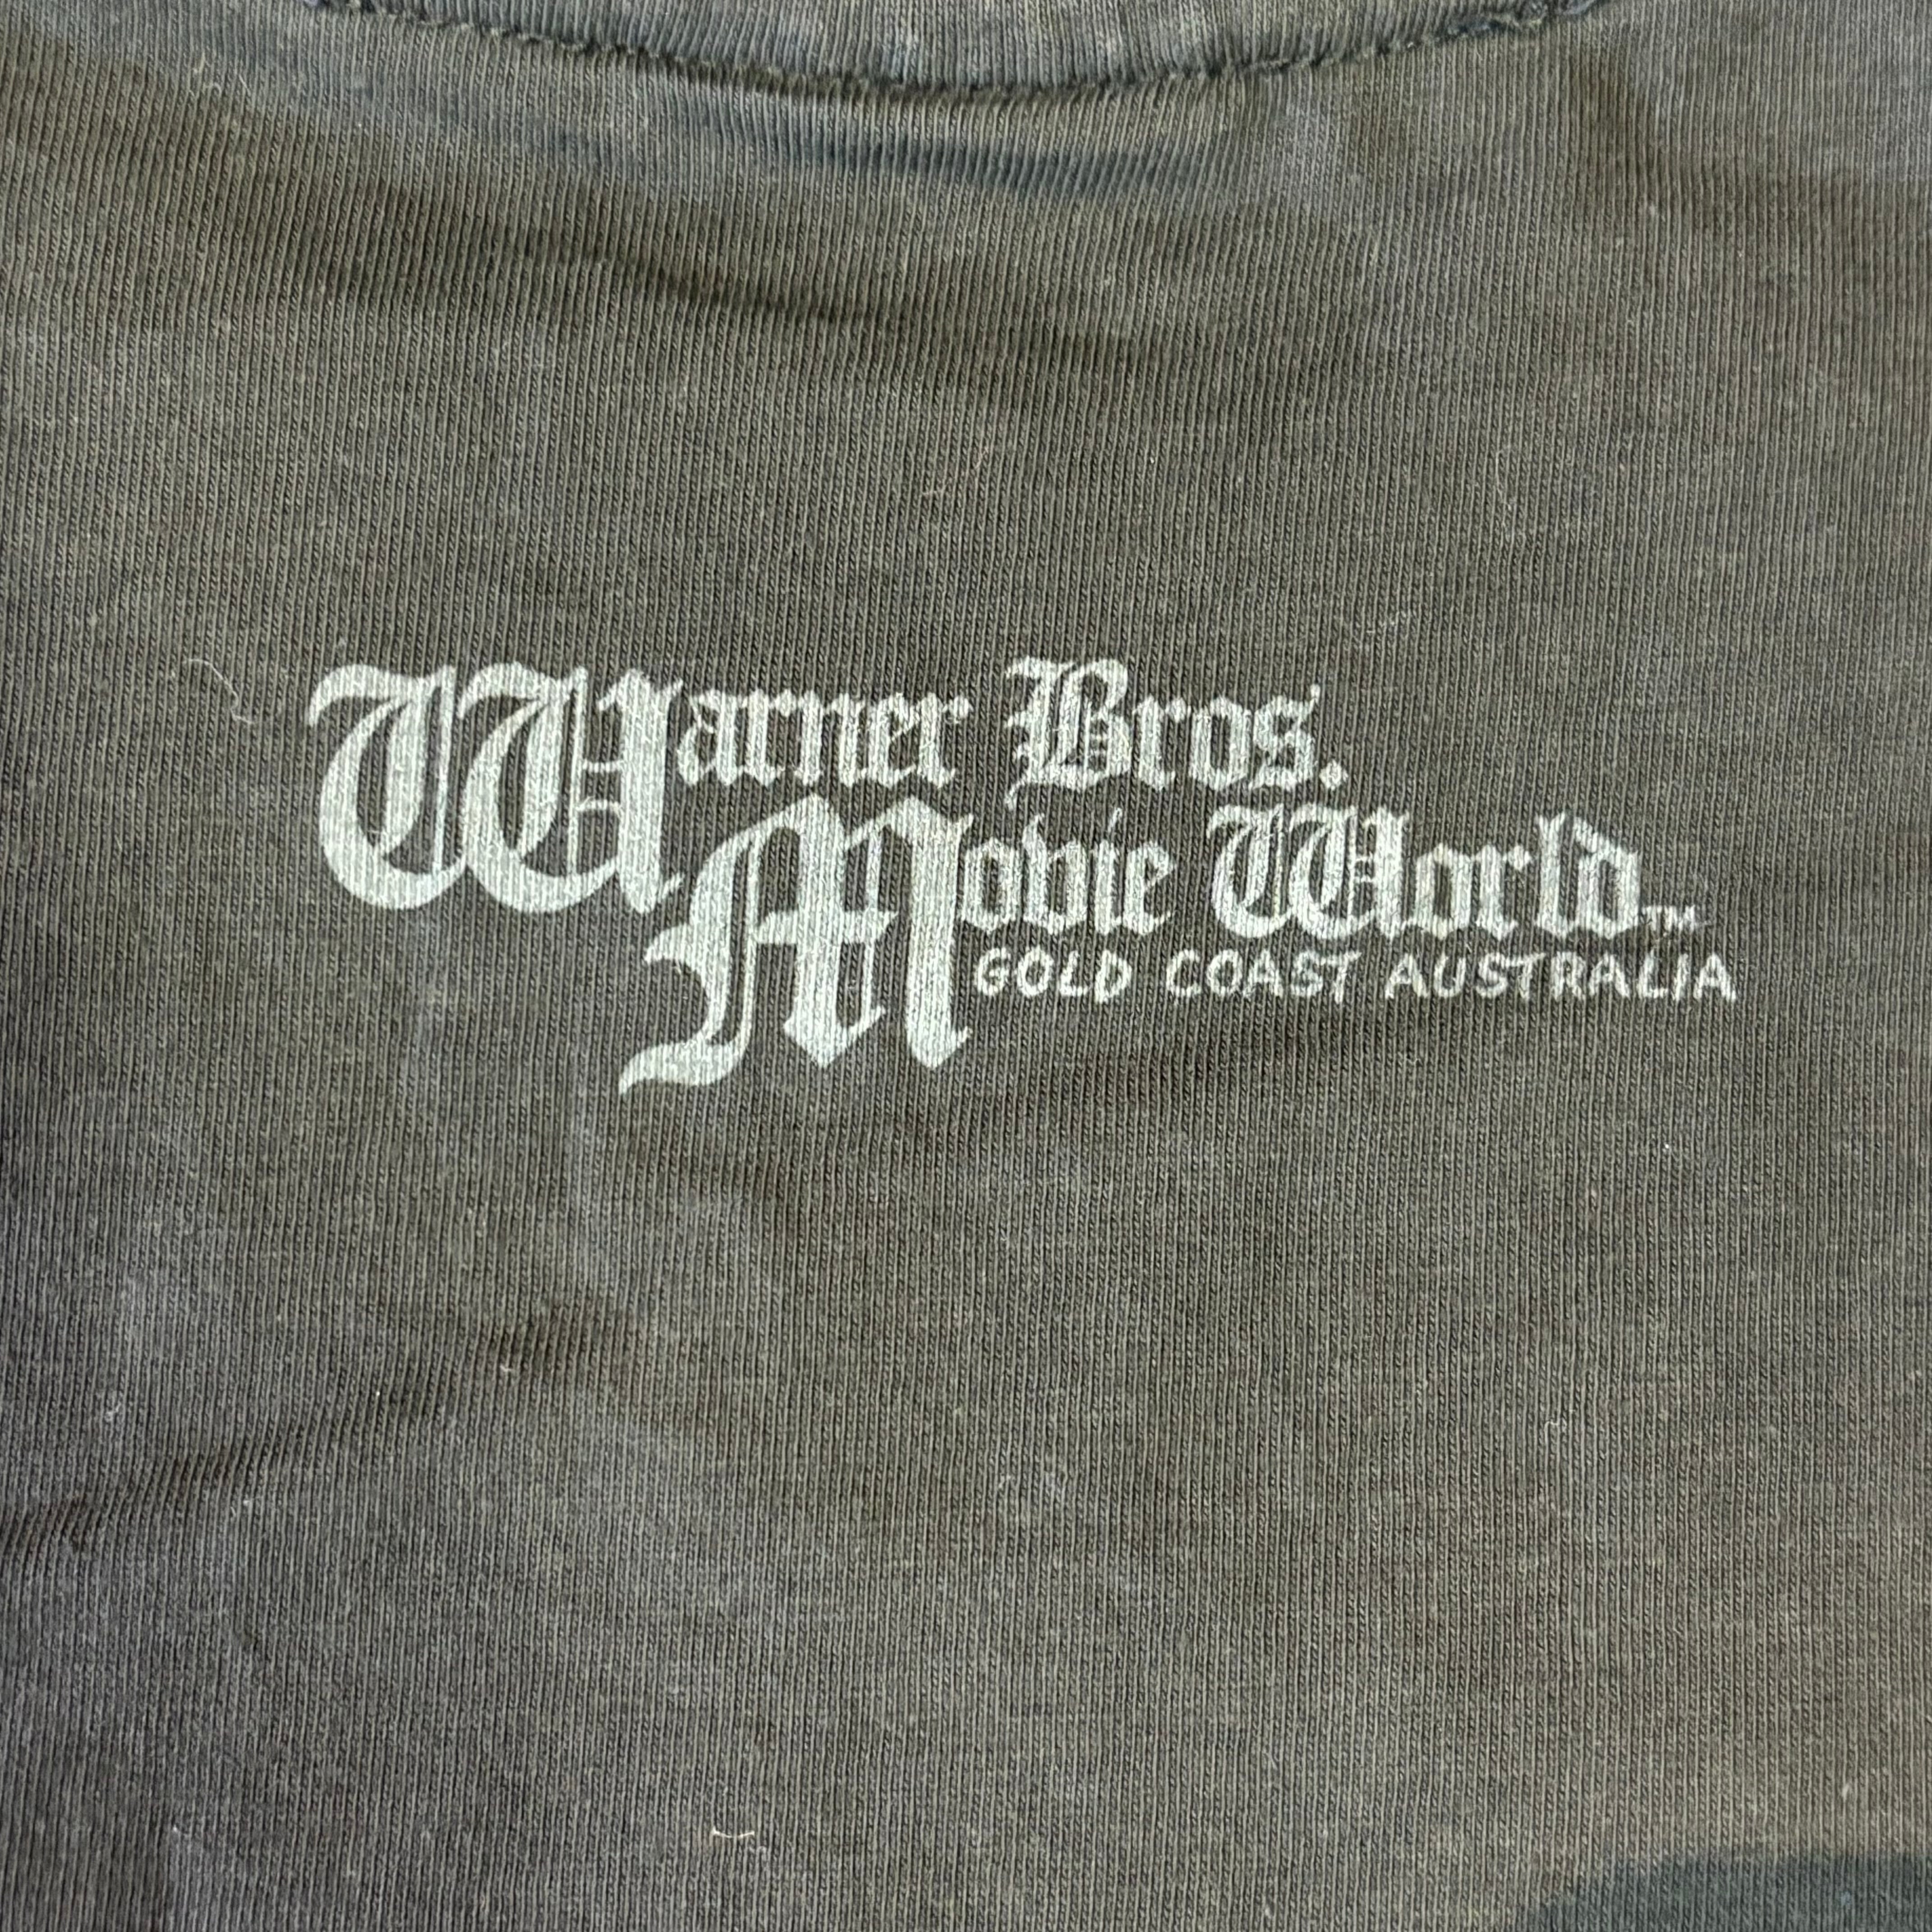 Warner Bros.
Movie World™
GOLD COAST AUSTRALIA